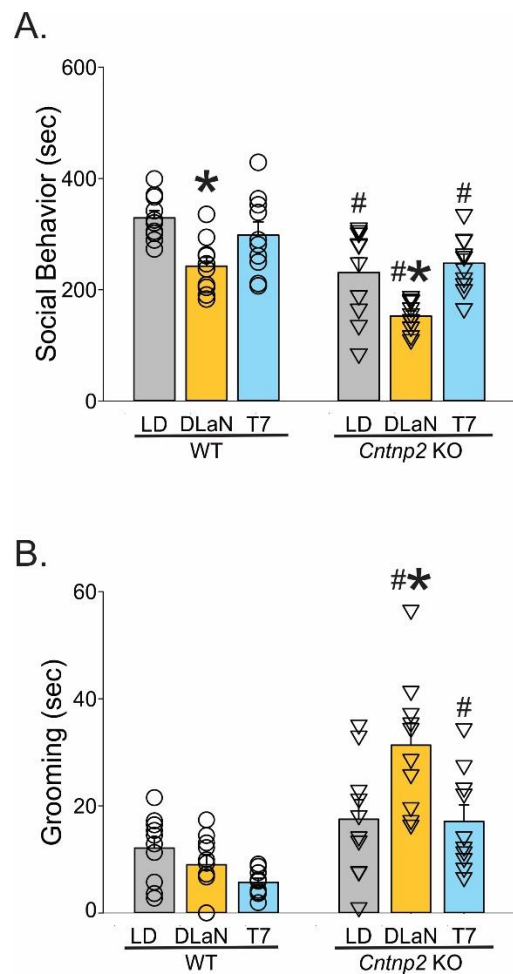 A.
Social Behavior (sec)
600
400
200
0
*
#
#*
#
LD DLaN T7 LD DLaN T7
WT Cntnp2 KO
B.
Grooming (sec)
60
40
20
0
#*
#
LD DLaN T7 LD DLaN T7
WT Cntnp2 KO